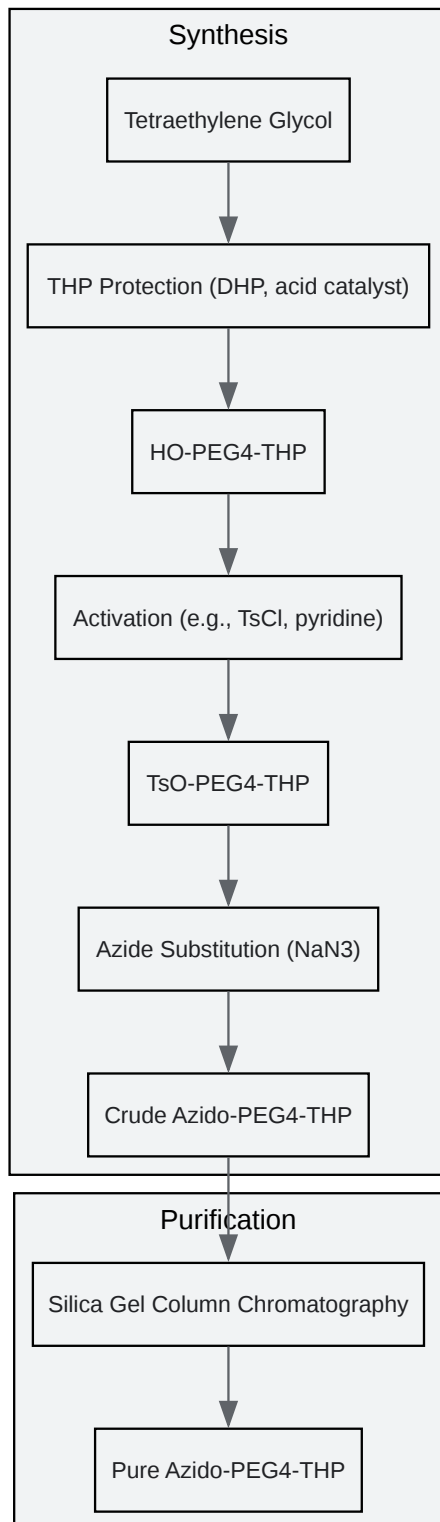 Synthesis
Tetraethylene Glycol
THP Protection (DHP, acid catalyst)
HO-PEG4-THP
Activation (e.g., TsCl, pyridine)
TsO-PEG4-THP
Azide Substitution (NaN3)
Crude Azido-PEG4-THP
Purification
Silica Gel Column Chromatography
Pure Azido-PEG4-THP